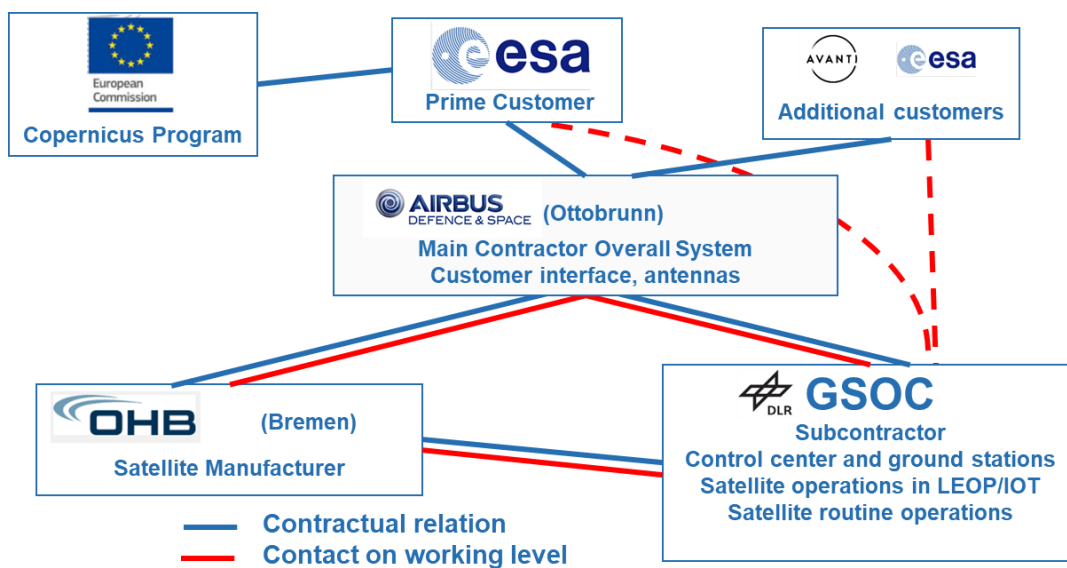 European
Commission
Copernicus Program
esa
Prime Customer
AVANTI
esa
Additional customers
AIRBUS
DEFENCE & SPACE
(Ottobrunn)
Main Contractor Overall System
Customer interface, antennas
OHB
(Bremen)
Satellite Manufacturer
DLR
GSOC
Subcontractor
Control center and ground stations
Satellite operations in LEOP/IOT
Satellite routine operations
Contractual relation
Contact on working level